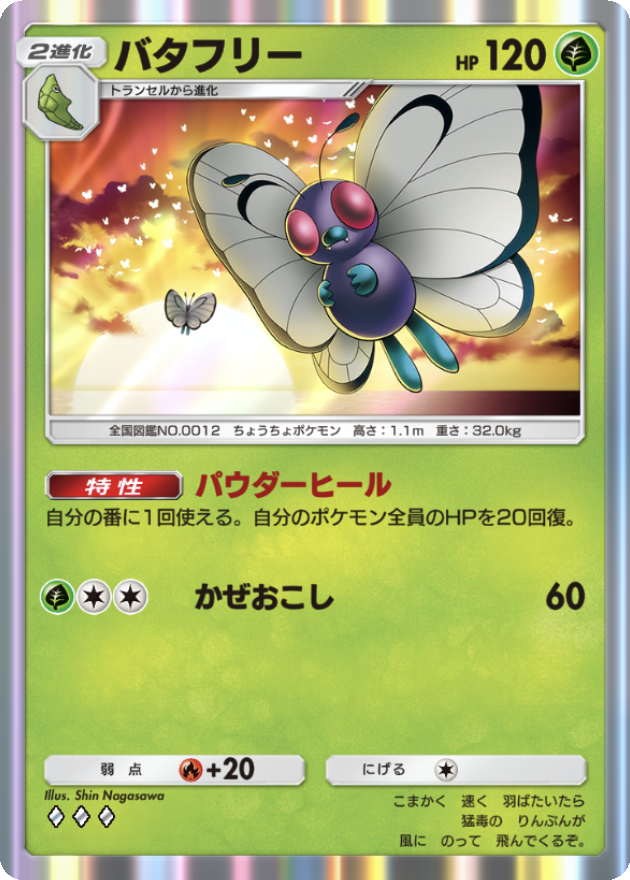 2進化 バタフリー HP 120
トランセルから進化
全国図鑑NO.0012 ちょうちょポケモン 高さ：1.1m 重さ：32.0kg
特性 パウダーヒール
自分の番に1回使える。自分のポケモン全員のHPを20回復。
かぜおこし 60
弱点 +20 にげる
Illus. Shin Nagasawa
こまかく 速く 羽ばたいたら
猛毒の りんぷんが
風に のって 飛んでくるぞ。